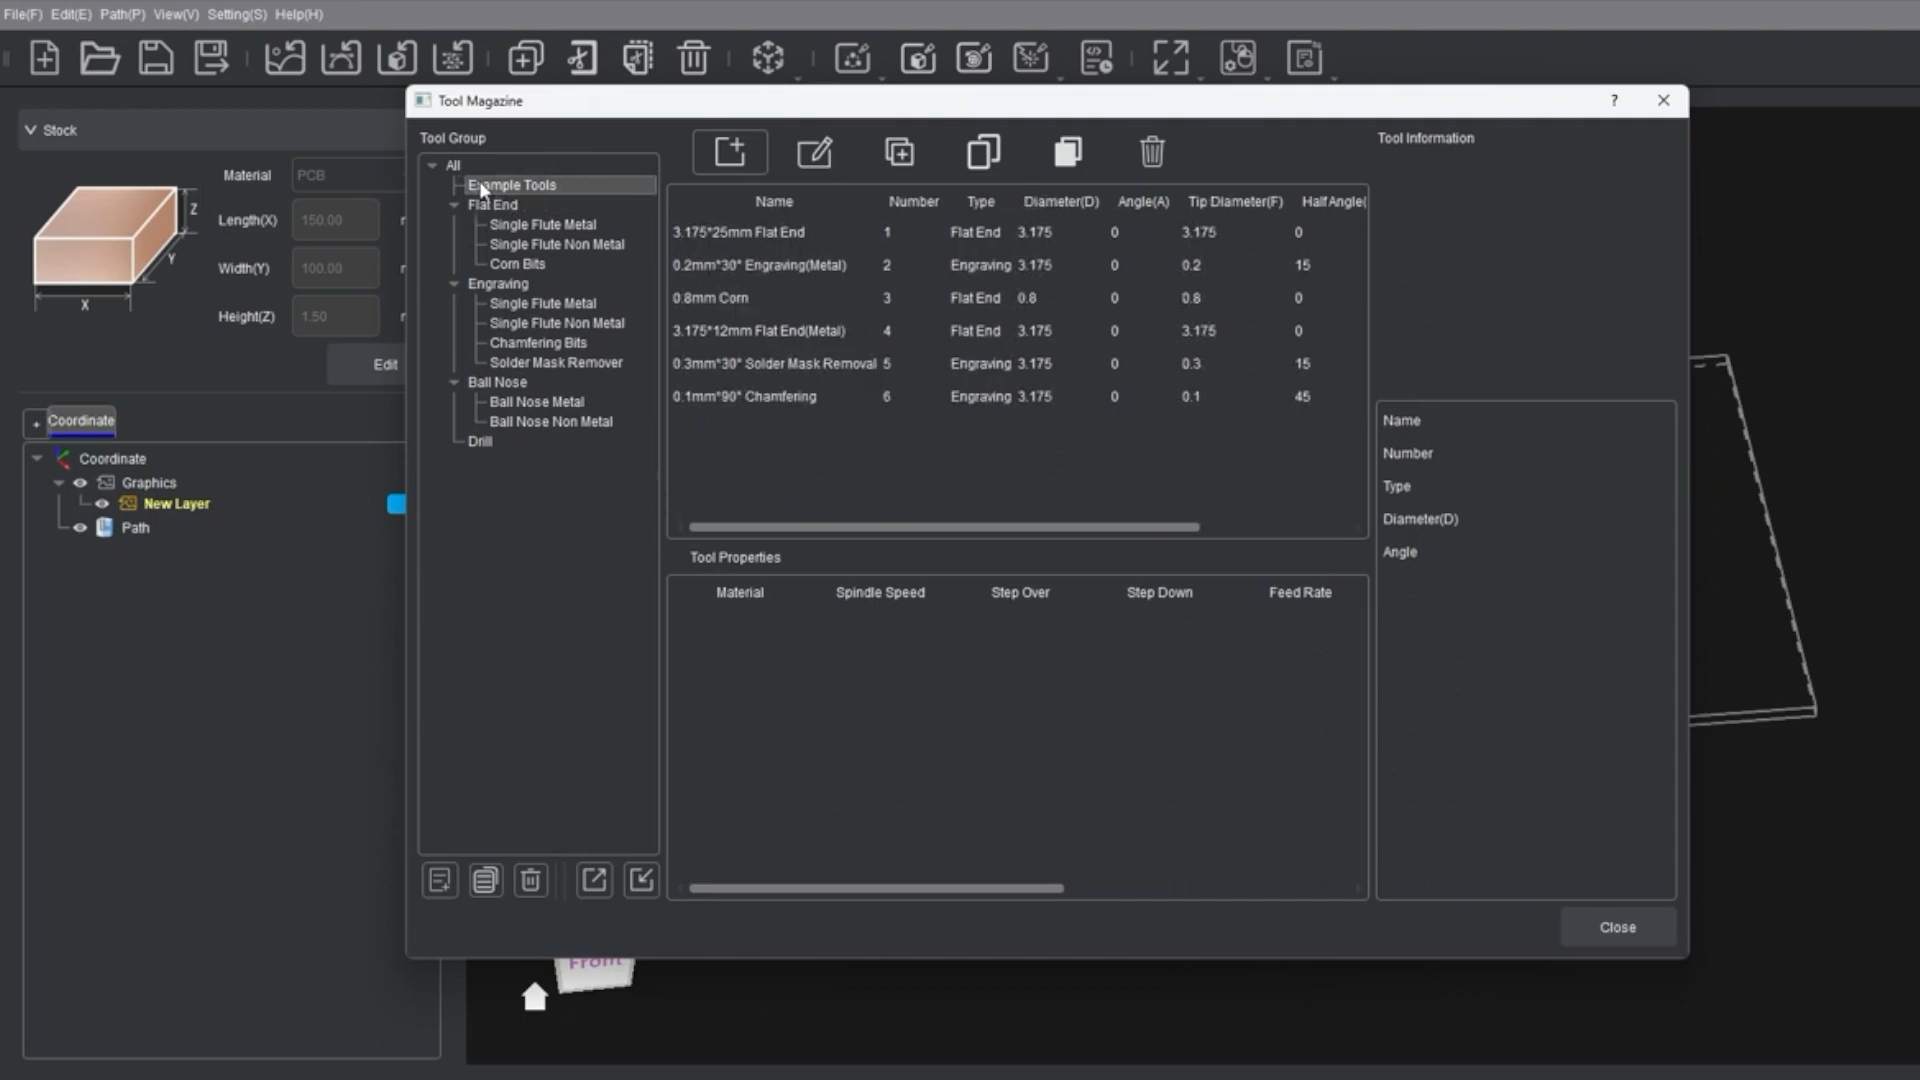 File(F) Edit(E) Path(P) View(V) Setting(S) Help(H)
Tool Magazine
?
Stock
Material PCB
Length(X) 150.00
Width(Y) 100.00
Height(Z) 1.50
Z
Y
X
Edit
+ Coordinate
Coordinate
Graphics
New Layer
Path
Tool Group
All
Example Tools
Flat End
Single Flute Metal
Single Flute Non Metal
Corn Bits
Engraving
Single Flute Metal
Single Flute Non Metal
Chamfering Bits
Solder Mask Remover
Ball Nose
Ball Nose Metal
Ball Nose Non Metal
Drill
Name Number Type Diameter(D) Angle(A) Tip Diameter(F) HalfAngle(
3.175*25mm Flat End 1 Flat End 3.175 0 3.175 0
0.2mm*30° Engraving(Metal) 2 Engraving 3.175 0 0.2 15
0.8mm Corn 3 Flat End 0.8 0 0.8 0
3.175*12mm Flat End(Metal) 4 Flat End 3.175 0 3.175 0
0.3mm*30° Solder Mask Removal 5 Engraving 3.175 0 0.3 15
0.1mm*90° Chamfering 6 Engraving 3.175 0 0.1 45
Tool Properties
Material Spindle Speed Step Over Step Down Feed Rate
Tool Information
Name
Number
Type
Diameter(D)
Angle
Close
Front